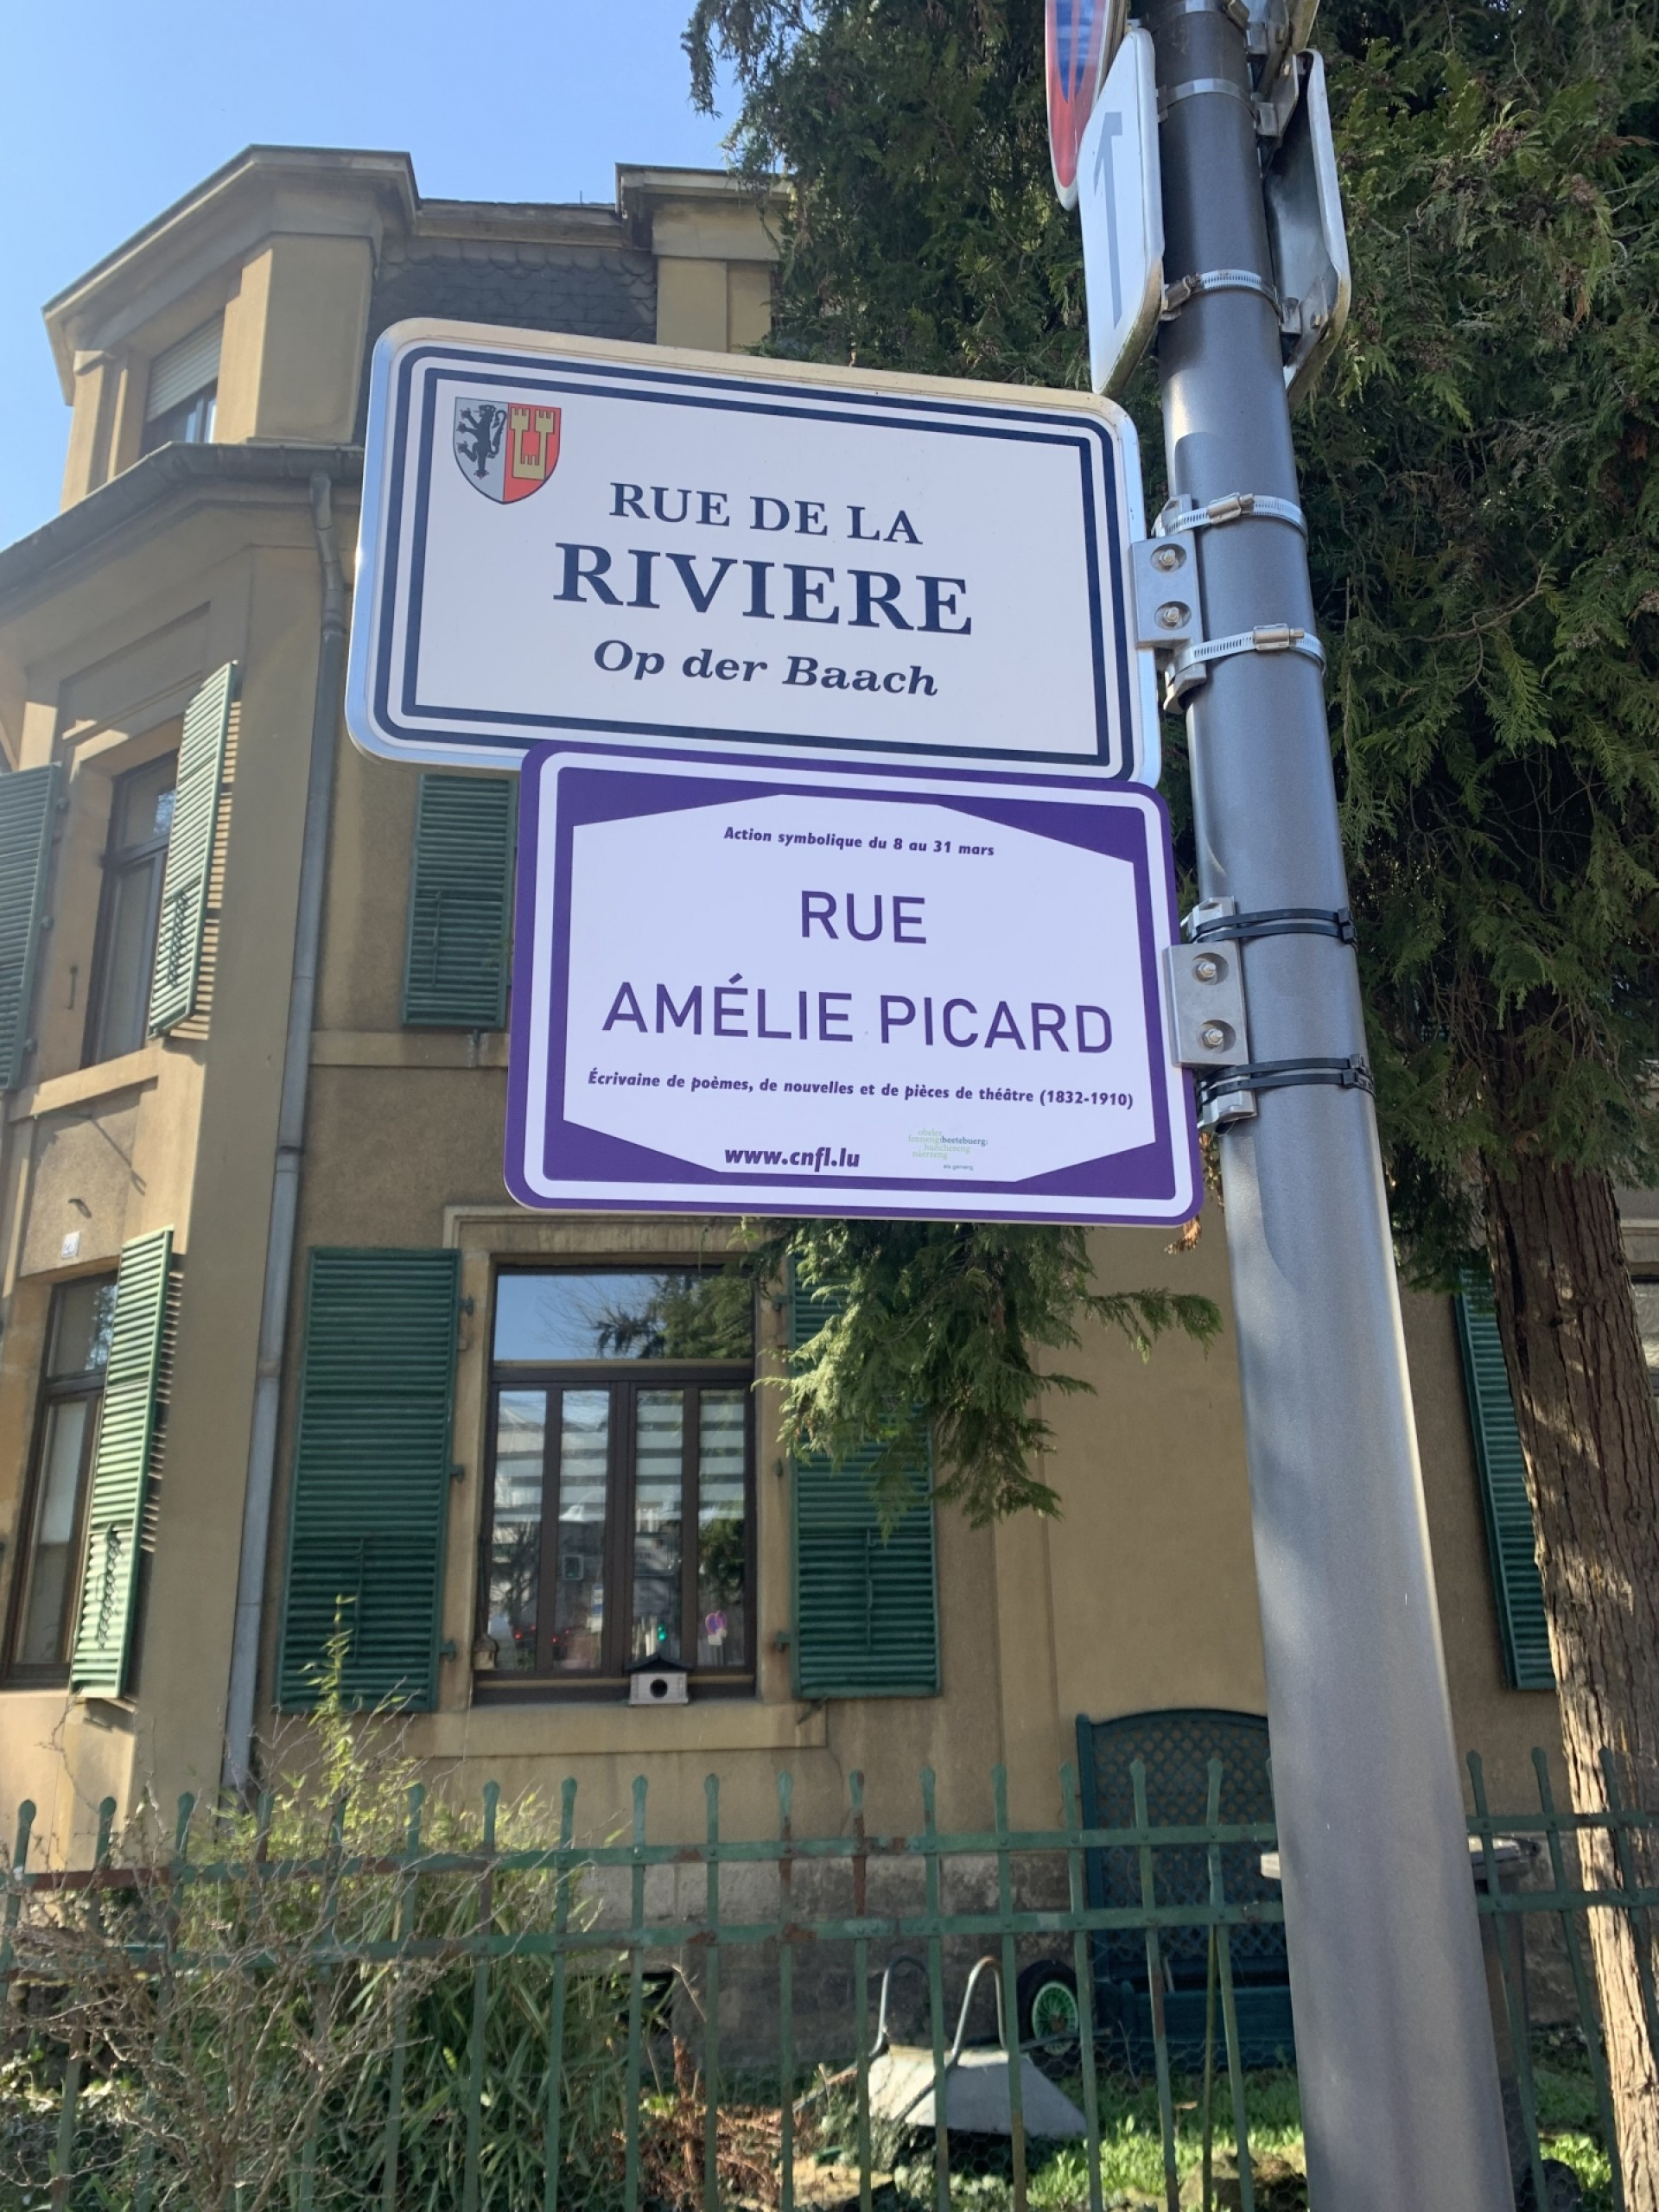 RUE DE LA
RIVIERE
Op der Baach
Action symbolique du 8 au 31 mars
RUE
AMÉLIE PICARD
Écrivaine de poèmes, de nouvelles et de pièces de théâtre (1832-1910)
www.cnfl.lu
beetebuerg